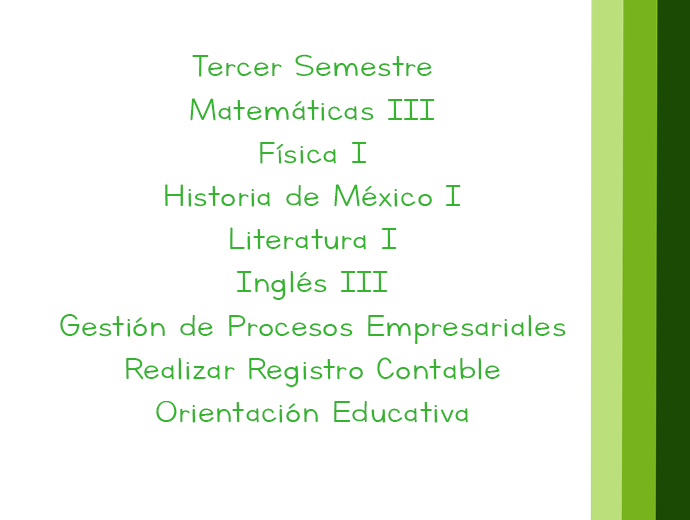 Tercer Semestre
Matemáticas III
Física I
Historia de México I
Literatura I
Inglés III
Gestión de Procesos Empresariales
Realizar Registro Contable
Orientación Educativa